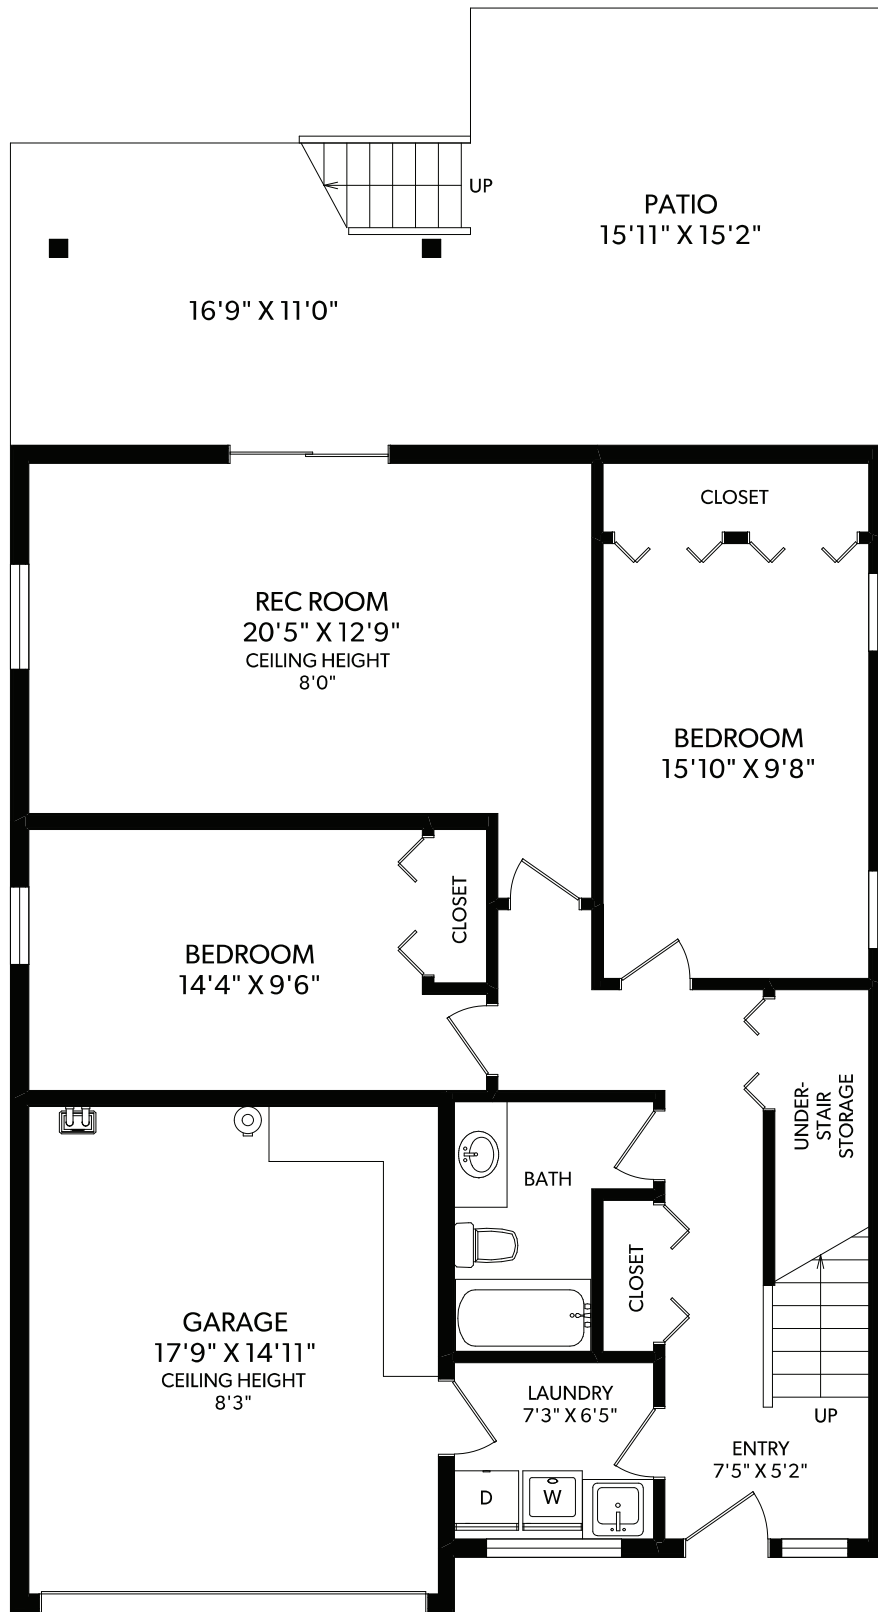 UP
PATIO
15'11" X 15'2"
16'9" X 11'0"
CLOSET
REC ROOM
20'5" X 12'9"
CEILING HEIGHT
8'0"
BEDROOM
15'10" X 9'8"
CLOSET
BEDROOM
14'4" X 9'6"
UNDER-
STAIR
STORAGE
BATH
CLOSET
GARAGE
17'9" X 14'11"
CEILING HEIGHT
8'3"
LAUNDRY
7'3" X 6'5"
UP
ENTRY
7'5" X 5'2"
D
W